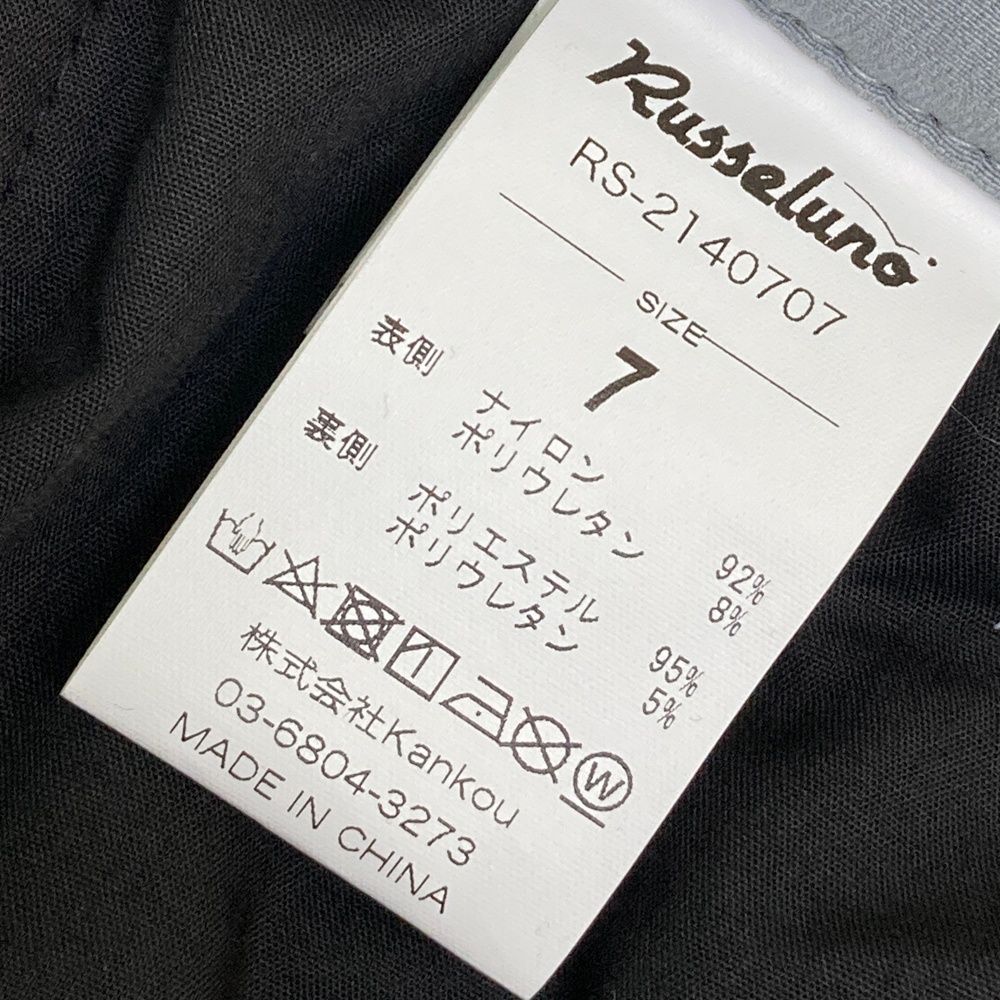 Russeluno
RS-2140707
SIZE
7
表側 ナイロン 92%
ポリウレタン 8%
裏側 ポリエステル 95%
ポリウレタン 5%
W
株式会社Kankou
03-6804-3273
MADE IN CHINA